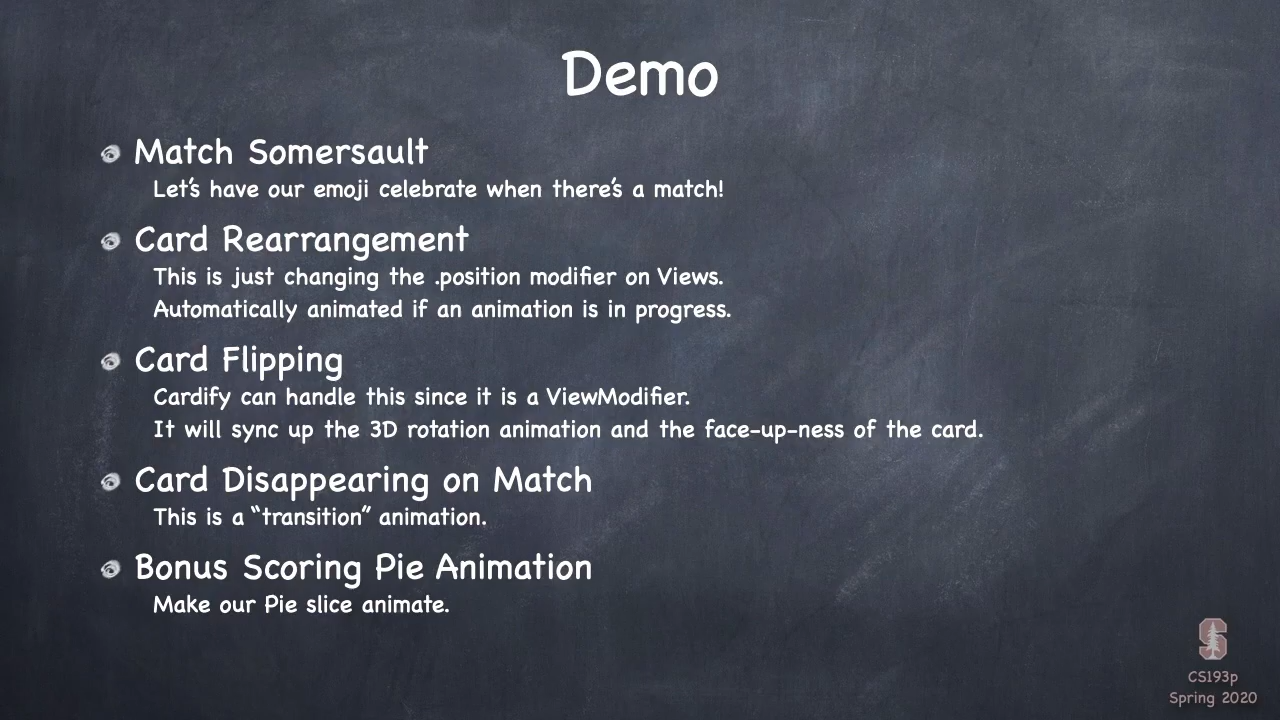 Demo
Match Somersault
Let's have our emoji celebrate when there's a match!
Card Rearrangement
This is just changing the .position modifier on Views.
Automatically animated if an animation is in progress.
Card Flipping
Cardify can handle this since it is a ViewModifier.
It will sync up the 3D rotation animation and the face-up-ness of the card.
Card Disappearing on Match
This is a “transition” animation.
Bonus Scoring Pie Animation
Make our Pie slice animate.
S
CS193p
Spring 2020